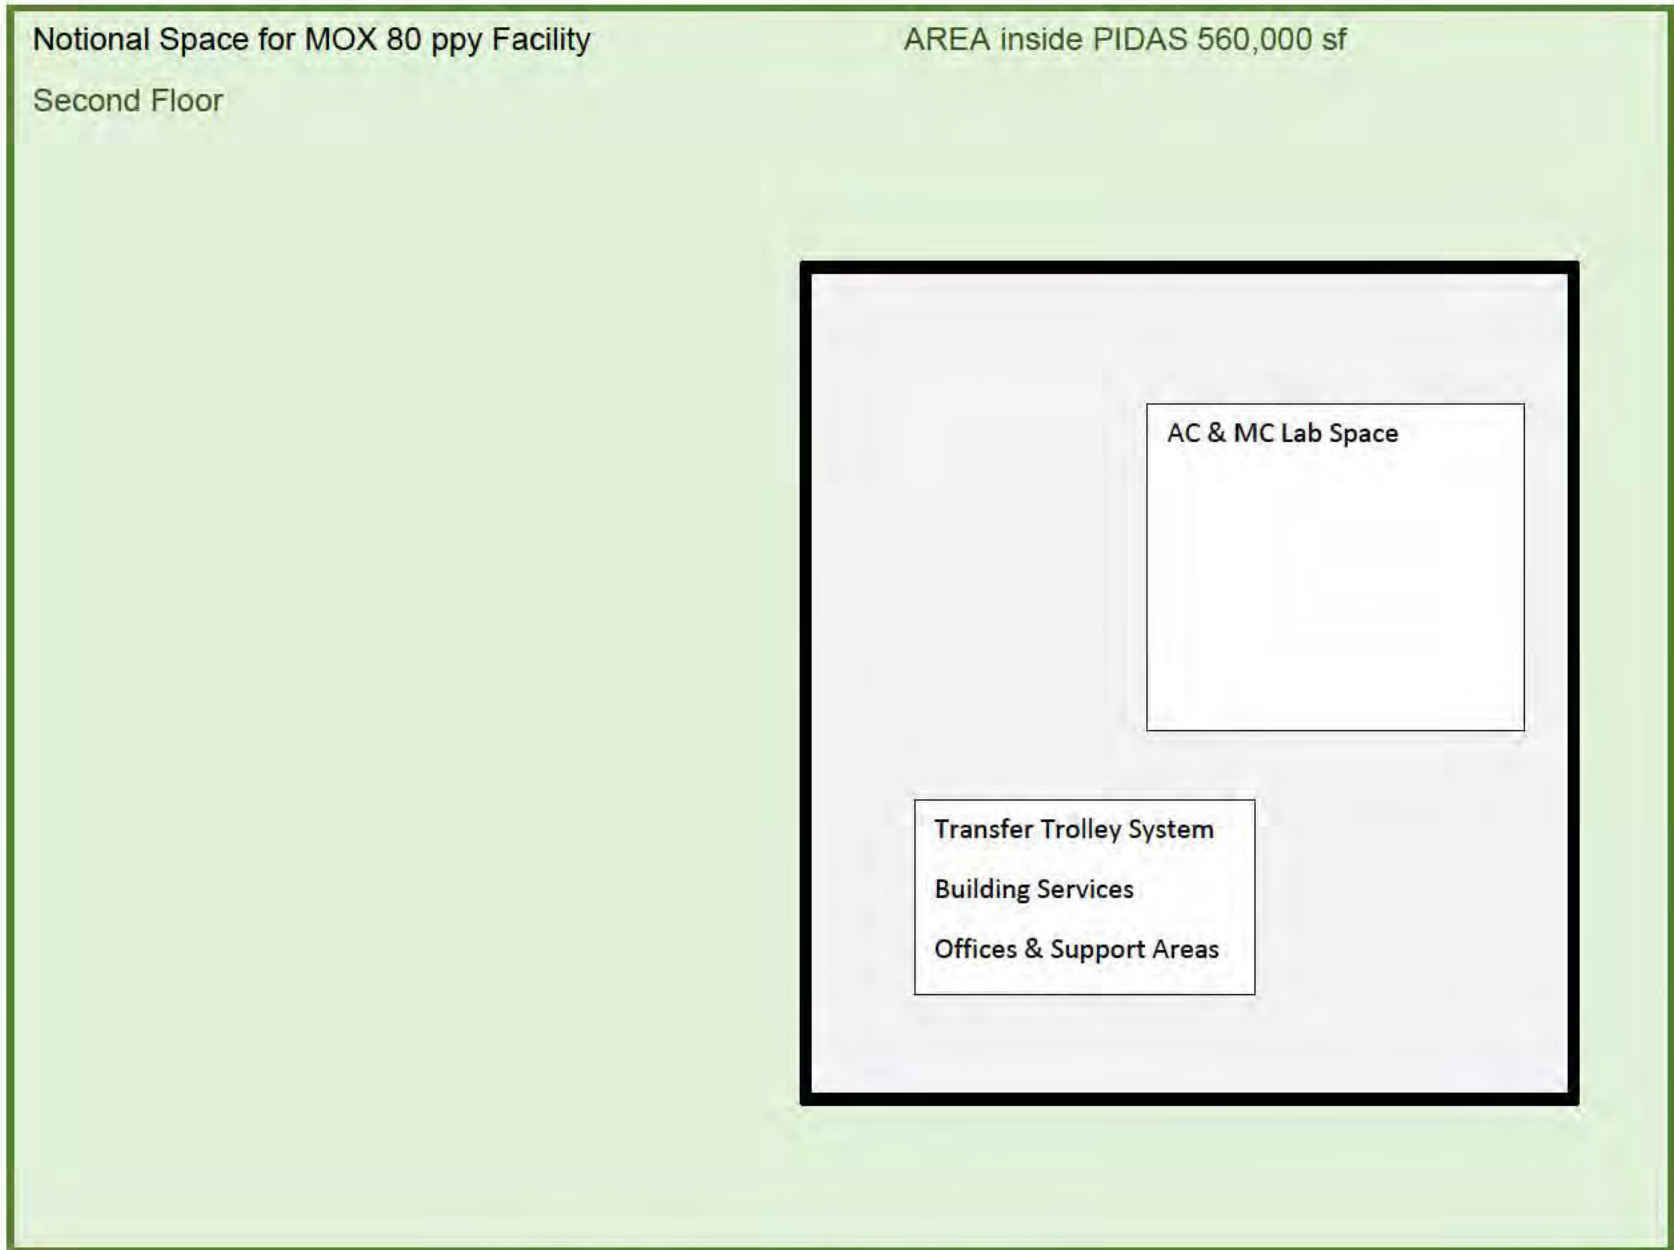 Notional Space for MOX 80 ppy Facility
AREA inside PIDAS 560,000 sf
Second Floor
AC & MC Lab Space
Transfer Trolley System
Building Services
Offices & Support Areas